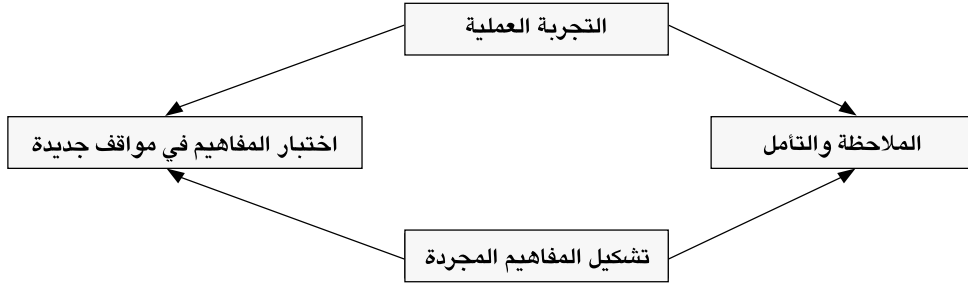 التجربة العملية
الملاحظة والتأمل
اختبار المفاهيم في مواقف جديدة
تشكيل المفاهيم المجردة